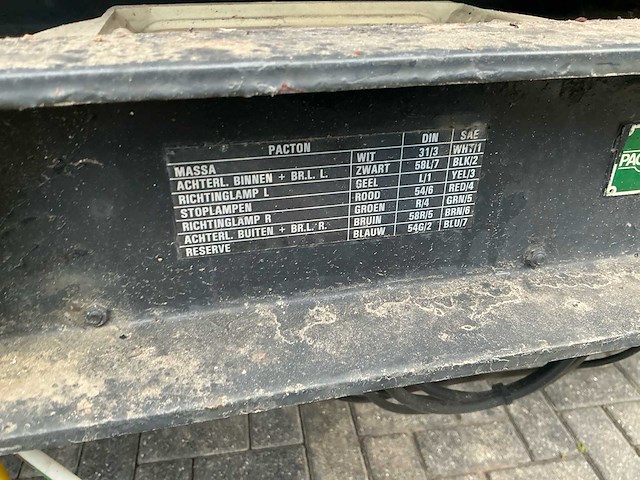 PACTON DIN SAE
MASSA WIT 31/3 WHT/1
ACHTERL. BINNEN + BR.L. L. ZWART 58L/7 BLK/2
RICHTINGLAMP L GEEL L/1 YEL/3
STOPLAMPEN ROOD 54/6 RED/4
RICHTINGLAMP R GROEN R/4 GRN/5
ACHTERL. BUITEN + BR.L. R. BRUIN 58R/5 BRN/6
RESERVE BLAUW 54G/2 BLU/7